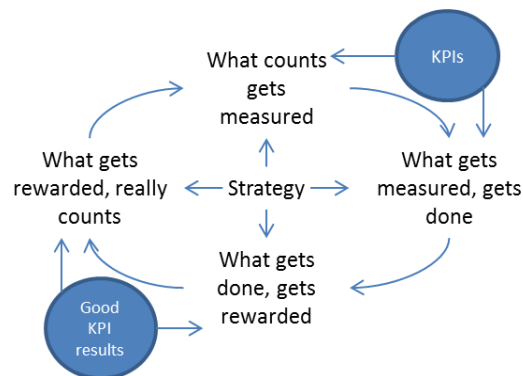 KPIs
What counts
gets
measured
What gets
rewarded, really
counts
Strategy
What gets
measured, gets
done
What gets
done, gets
rewarded
Good
KPI
results